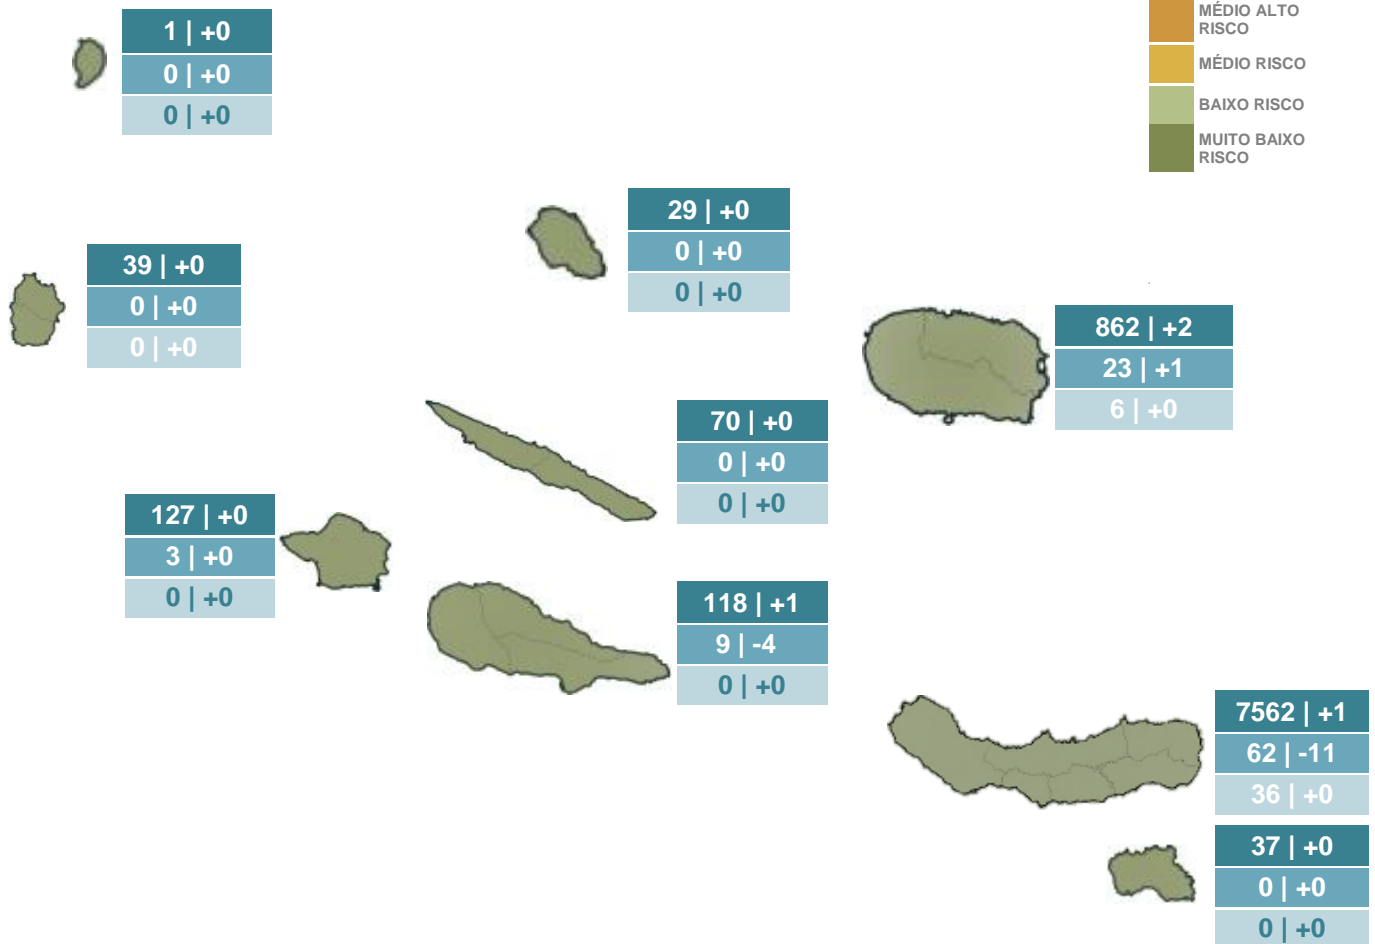 MÉDIO ALTO
RISCO
MÉDIO RISCO
BAIXO RISCO
MUITO BAIXO
RISCO
1 | +0
0 | +0
0 | +0
29 | +0
0 | +0
0 | +0
39 | +0
0 | +0
0 | +0
862 | +2
23 | +1
6 | +0
70 | +0
0 | +0
0 | +0
127 | +0
3 | +0
0 | +0
118 | +1
9 | -4
0 | +0
7562 | +1
62 | -11
36 | +0
37 | +0
0 | +0
0 | +0